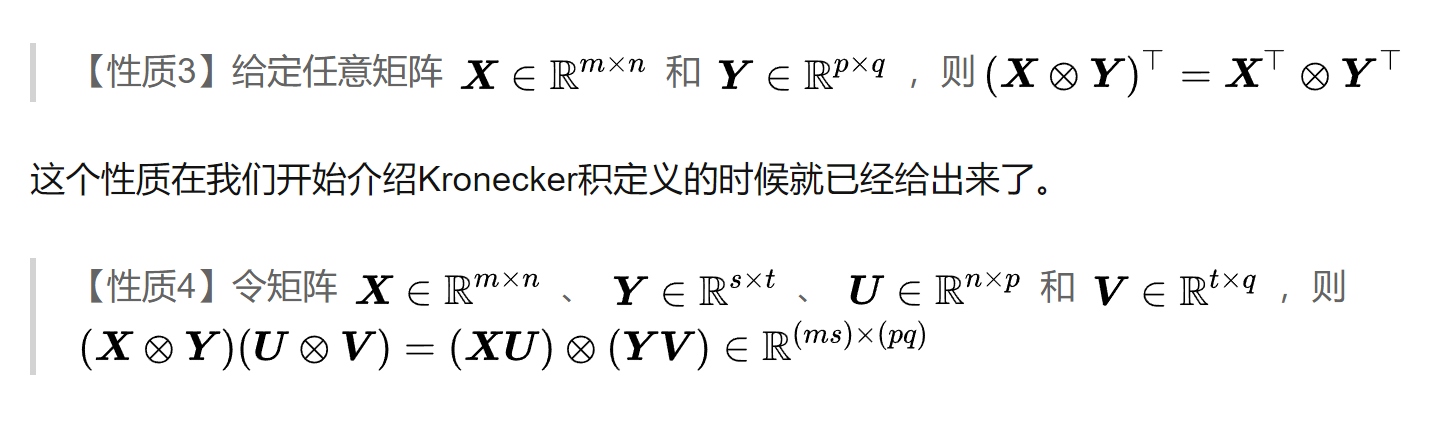 【性质3】给定任意矩阵 $\boldsymbol{X} \in \mathbb{R}^{m \times n}$ 和 $\boldsymbol{Y} \in \mathbb{R}^{p \times q}$ ，则 $(\boldsymbol{X} \otimes \boldsymbol{Y})^{\top} = \boldsymbol{X}^{\top} \otimes \boldsymbol{Y}^{\top}$
这个性质在我们开始介绍Kronecker积定义的时候就已经给出来了。
【性质4】令矩阵 $\boldsymbol{X} \in \mathbb{R}^{m \times n}$ 、 $\boldsymbol{Y} \in \mathbb{R}^{s \times t}$ 、 $\boldsymbol{U} \in \mathbb{R}^{n \times p}$ 和 $\boldsymbol{V} \in \mathbb{R}^{t \times q}$ ，则
$(\boldsymbol{X} \otimes \boldsymbol{Y})(\boldsymbol{U} \otimes \boldsymbol{V}) = (\boldsymbol{X}\boldsymbol{U}) \otimes (\boldsymbol{Y}\boldsymbol{V}) \in \mathbb{R}^{(ms) \times (pq)}$